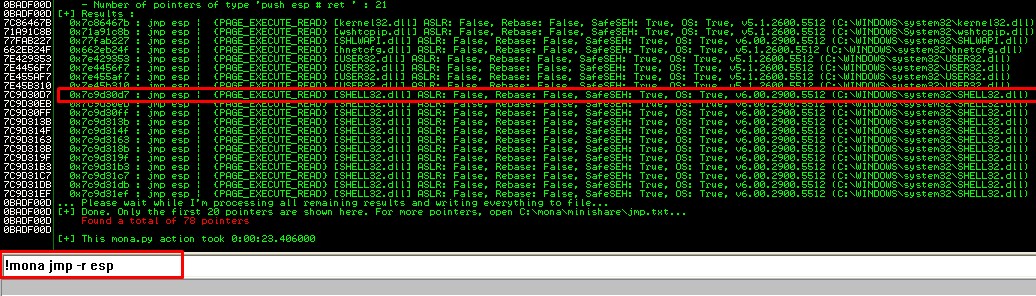 0BADF00D - Number of pointers of type 'push esp # ret ' : 21
0BADF00D [+] Results :
7C86467B 0x7c86467b : jmp esp | {PAGE_EXECUTE_READ} [kernel32.dll] ASLR: False, Rebase: False, SafeSEH: True, OS: True, v5.1.2600.5512 (C:\WINDOWS\system32\kernel32.dll)
71A91C8B 0x71a91c8b : jmp esp | {PAGE_EXECUTE_READ} [wshtcpip.dll] ASLR: False, Rebase: False, SafeSEH: True, OS: True, v5.1.2600.5512 (C:\WINDOWS\System32\wshtcpip.dll)
77FAB227 0x77fab227 : jmp esp | {PAGE_EXECUTE_READ} [SHLWAPI.dll] ASLR: False, Rebase: False, SafeSEH: True, OS: True, v6.00.2900.5512 (C:\WINDOWS\system32\SHLWAPI.dll)
662EB24F 0x662eb24f : jmp esp | {PAGE_EXECUTE_READ} [hnetcfg.dll] ASLR: False, Rebase: False, SafeSEH: True, OS: True, v5.1.2600.5512 (C:\WINDOWS\system32\hnetcfg.dll)
7E429353 0x7e429353 : jmp esp | {PAGE_EXECUTE_READ} [USER32.dll] ASLR: False, Rebase: False, SafeSEH: True, OS: True, v5.1.2600.5512 (C:\WINDOWS\system32\USER32.dll)
7E4456F7 0x7e4456f7 : jmp esp | {PAGE_EXECUTE_READ} [USER32.dll] ASLR: False, Rebase: False, SafeSEH: True, OS: True, v5.1.2600.5512 (C:\WINDOWS\system32\USER32.dll)
7E455AF7 0x7e455af7 : jmp esp | {PAGE_EXECUTE_READ} [USER32.dll] ASLR: False, Rebase: False, SafeSEH: True, OS: True, v5.1.2600.5512 (C:\WINDOWS\system32\USER32.dll)
7E45B310 0x7e45b310 : jmp esp | {PAGE_EXECUTE_READ} [USER32.dll] ASLR: False, Rebase: False, SafeSEH: True, OS: True, v5.1.2600.5512 (C:\WINDOWS\system32\USER32.dll)
7C9D30D7 0x7c9d30d7 : jmp esp | {PAGE_EXECUTE_READ} [SHELL32.dll] ASLR: False, Rebase: False, SafeSEH: True, OS: True, v6.00.2900.5512 (C:\WINDOWS\system32\SHELL32.dll)
7C9D30EB 0x7c9d30eb : jmp esp | {PAGE_EXECUTE_READ} [SHELL32.dll] ASLR: False, Rebase: False, SafeSEH: True, OS: True, v6.00.2900.5512 (C:\WINDOWS\system32\SHELL32.dll)
7C9D30FF 0x7c9d30ff : jmp esp | {PAGE_EXECUTE_READ} [SHELL32.dll] ASLR: False, Rebase: False, SafeSEH: True, OS: True, v6.00.2900.5512 (C:\WINDOWS\system32\SHELL32.dll)
7C9D313B 0x7c9d313b : jmp esp | {PAGE_EXECUTE_READ} [SHELL32.dll] ASLR: False, Rebase: False, SafeSEH: True, OS: True, v6.00.2900.5512 (C:\WINDOWS\system32\SHELL32.dll)
7C9D314F 0x7c9d314f : jmp esp | {PAGE_EXECUTE_READ} [SHELL32.dll] ASLR: False, Rebase: False, SafeSEH: True, OS: True, v6.00.2900.5512 (C:\WINDOWS\system32\SHELL32.dll)
7C9D3163 0x7c9d3163 : jmp esp | {PAGE_EXECUTE_READ} [SHELL32.dll] ASLR: False, Rebase: False, SafeSEH: True, OS: True, v6.00.2900.5512 (C:\WINDOWS\system32\SHELL32.dll)
7C9D318B 0x7c9d318b : jmp esp | {PAGE_EXECUTE_READ} [SHELL32.dll] ASLR: False, Rebase: False, SafeSEH: True, OS: True, v6.00.2900.5512 (C:\WINDOWS\system32\SHELL32.dll)
7C9D319F 0x7c9d319f : jmp esp | {PAGE_EXECUTE_READ} [SHELL32.dll] ASLR: False, Rebase: False, SafeSEH: True, OS: True, v6.00.2900.5512 (C:\WINDOWS\system32\SHELL32.dll)
7C9D31B3 0x7c9d31b3 : jmp esp | {PAGE_EXECUTE_READ} [SHELL32.dll] ASLR: False, Rebase: False, SafeSEH: True, OS: True, v6.00.2900.5512 (C:\WINDOWS\system32\SHELL32.dll)
7C9D31C7 0x7c9d31c7 : jmp esp | {PAGE_EXECUTE_READ} [SHELL32.dll] ASLR: False, Rebase: False, SafeSEH: True, OS: True, v6.00.2900.5512 (C:\WINDOWS\system32\SHELL32.dll)
7C9D31DB 0x7c9d31db : jmp esp | {PAGE_EXECUTE_READ} [SHELL32.dll] ASLR: False, Rebase: False, SafeSEH: True, OS: True, v6.00.2900.5512 (C:\WINDOWS\system32\SHELL32.dll)
7C9D31EF 0x7c9d31ef : jmp esp | {PAGE_EXECUTE_READ} [SHELL32.dll] ASLR: False, Rebase: False, SafeSEH: True, OS: True, v6.00.2900.5512 (C:\WINDOWS\system32\SHELL32.dll)
0BADF00D ... Please wait while I'm processing all remaining results and writing everything to file...
0BADF00D [+] Done. Only the first 20 pointers are shown here. For more pointers, open C:\mona\minishare\jmp.txt...
0BADF00D Found a total of 78 pointers
0BADF00D
0BADF00D [+] This mona.py action took 0:00:23.406000
!mona jmp -r esp